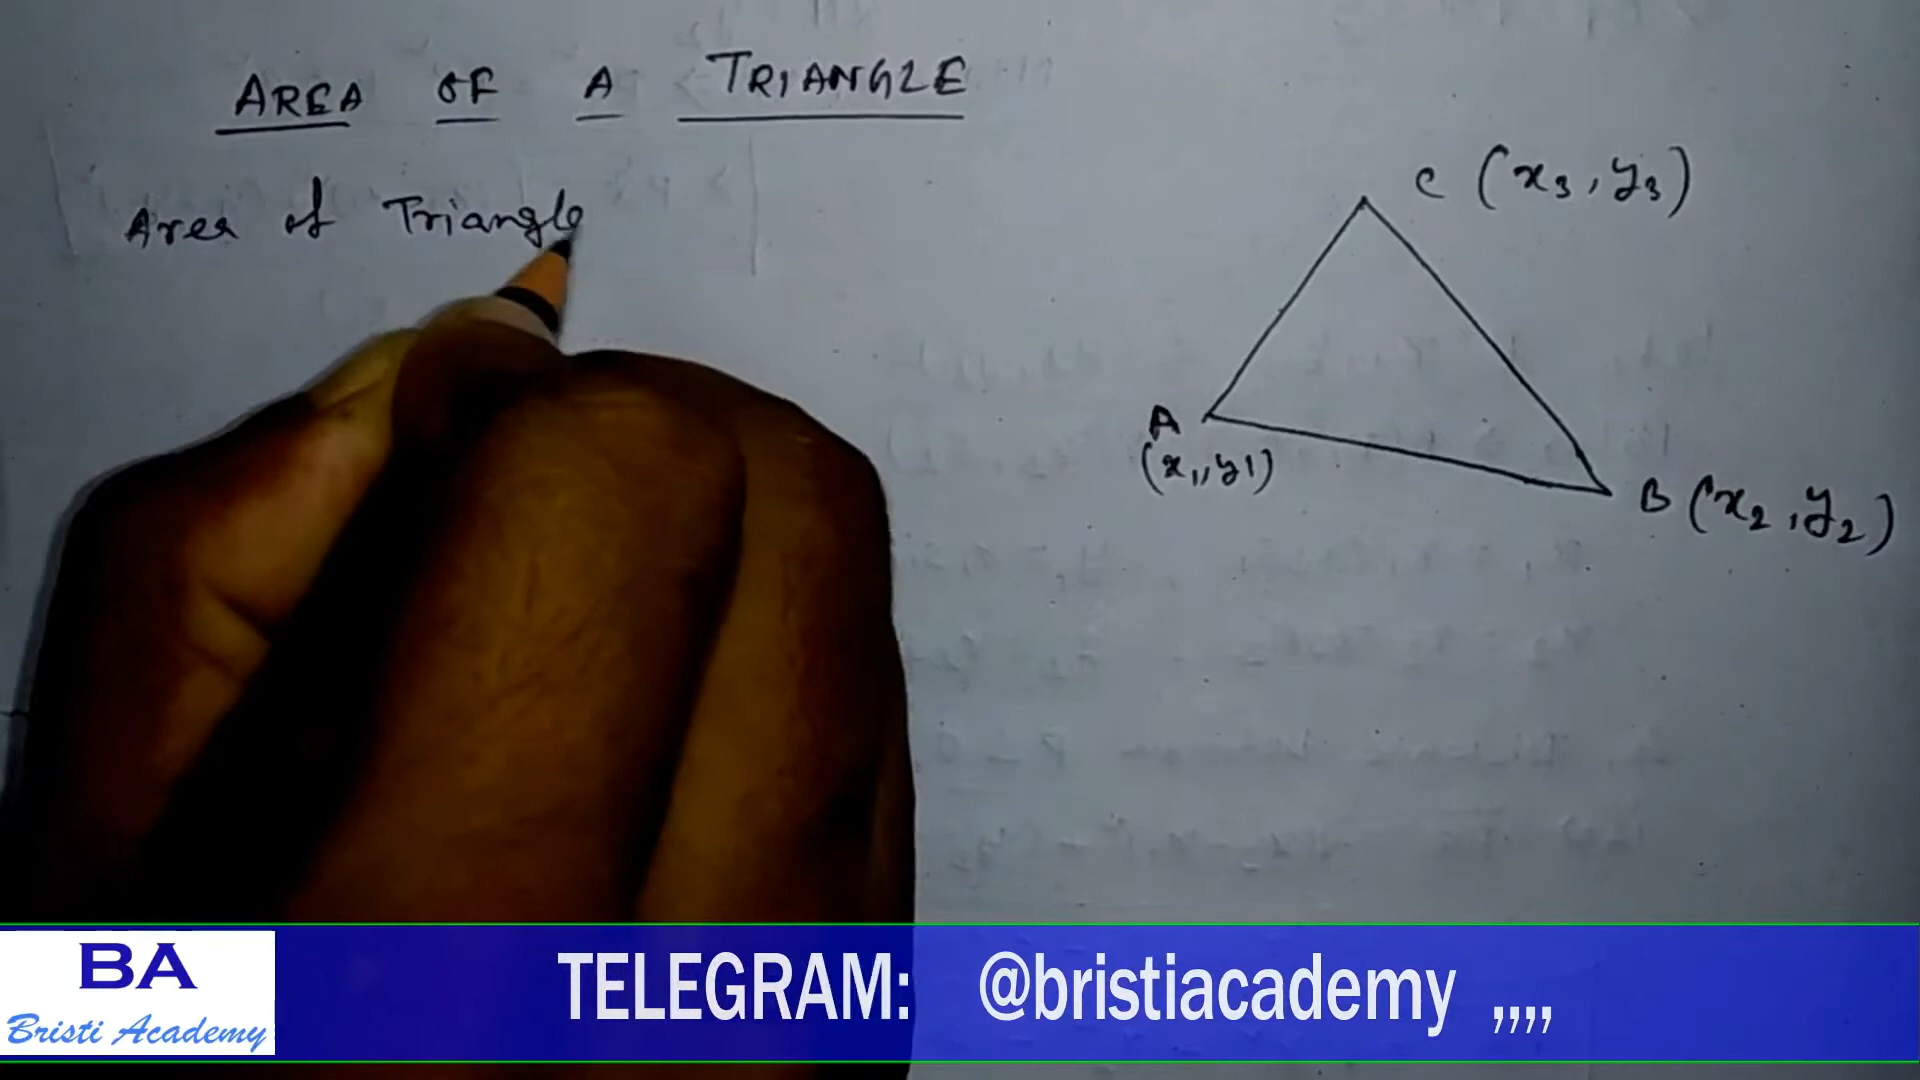 AREA OF A TRIANGLE
Area of Triangle
C (x₃, y₃)
A
(x₁, y1)
B (x₂, y₂)
BA
Bristi Academy
TELEGRAM: @bristiacademy ,,,,